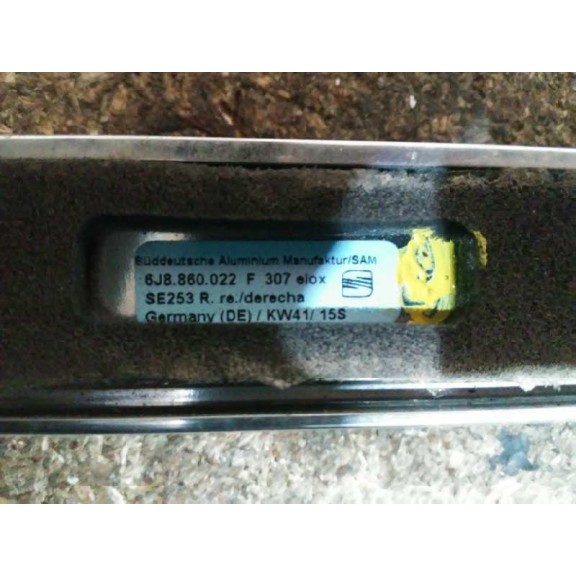 Süddeutsche Aluminium Manufaktur/SAM
6J8.860.022 F 307 elox
SE253 R. re./derecha
Germany (DE) / KW41/ 15S